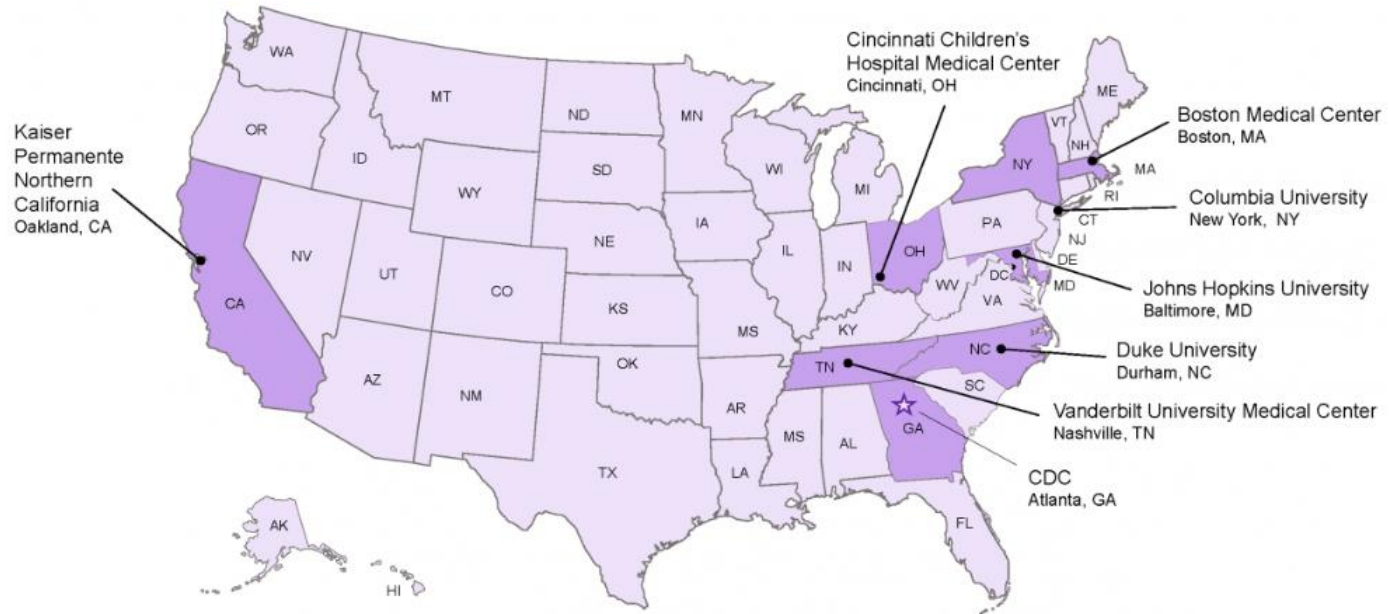 Kaiser
Permanente
Northern
California
Oakland, CA
Cincinnati Children's
Hospital Medical Center
Cincinnati, OH
Boston Medical Center
Boston, MA
Columbia University
New York, NY
Johns Hopkins University
Baltimore, MD
Duke University
Durham, NC
Vanderbilt University Medical Center
Nashville, TN
CDC
Atlanta, GA
WA
MT
ND
MN
ME
VT
NH
OR
ID
SD
WI
MI
NY
MA
RI
CT
WY
IA
PA
NJ
NV
NE
IL
IN
OH
DE
UT
CO
DC
MD
WV
VA
CA
KS
MS
KY
OK
TN
NC
AZ
NM
AR
SC
MS
AL
GA
TX
LA
FL
AK
HI